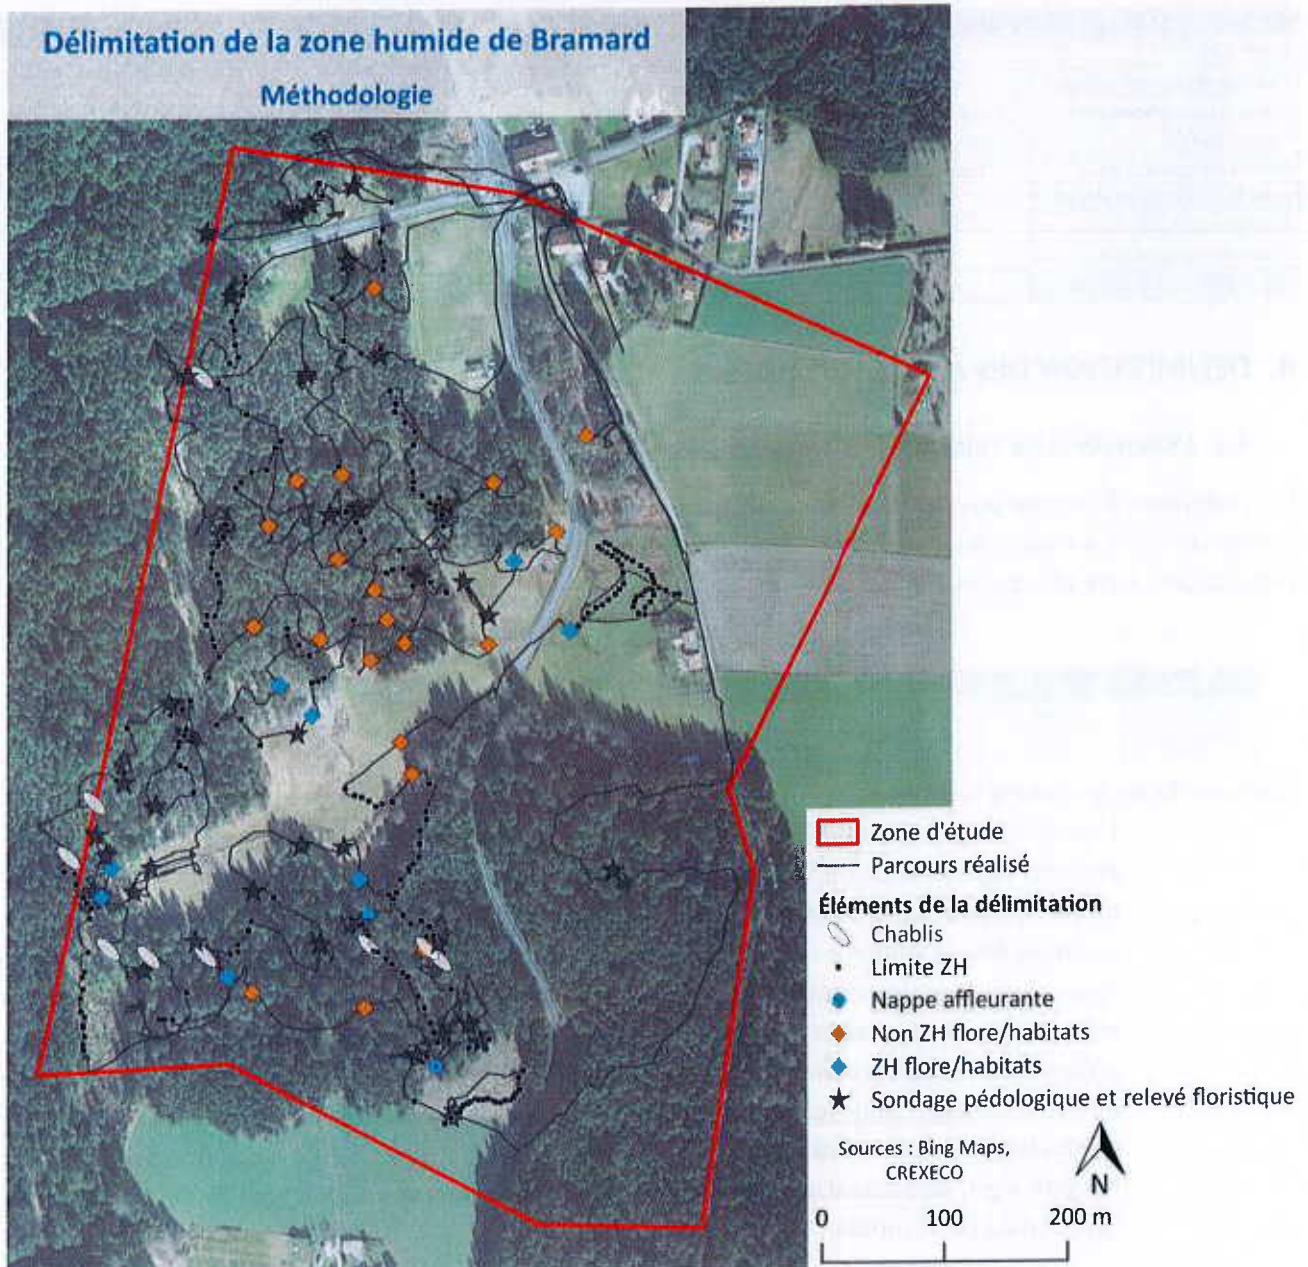 Délimitation de la zone humide de Bramard
Méthodologie
Zone d'étude
Parcours réalisé
Éléments de la délimitation
Chablis
Limite ZH
Nappe affleurante
Non ZH flore/habitats
ZH flore/habitats
Sondage pédologique et relevé floristique
Sources : Bing Maps,
CREXECO
N
0 100 200 m